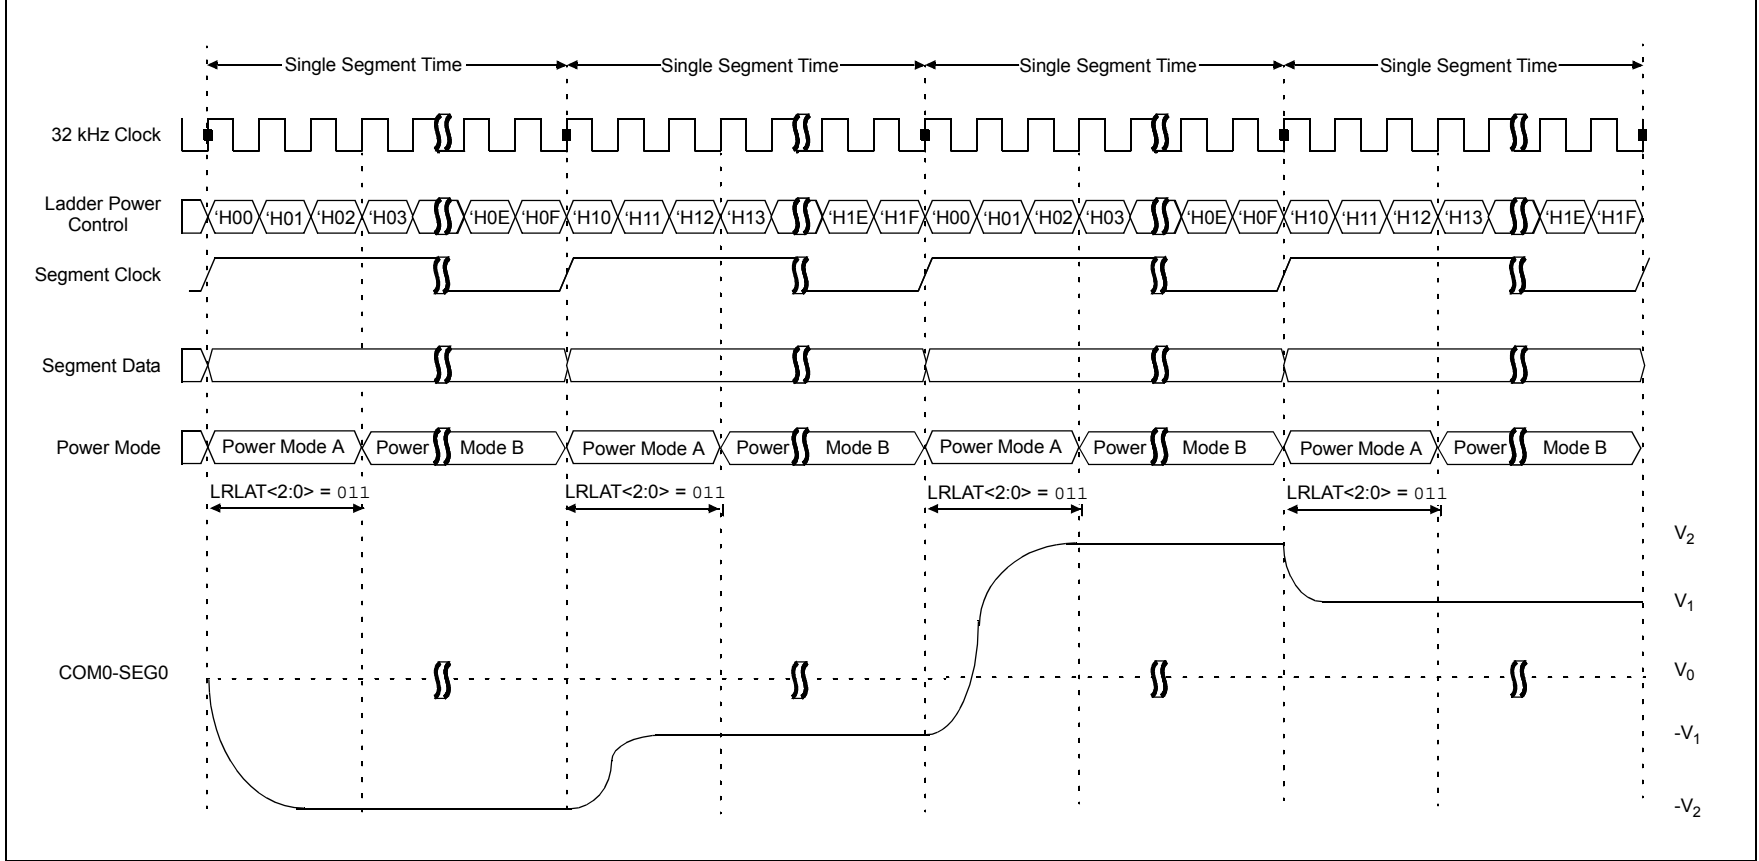 Single Segment Time Single Segment Time Single Segment Time Single Segment Time
32 kHz Clock
Ladder Power
Control
‘H00 ‘H01 ‘H02 ‘H03 ‘H0E ‘H0F ‘H10 ‘H11 ‘H12 ‘H13 ‘H1E ‘H1F ‘H00 ‘H01 ‘H02 ‘H03 ‘H0E ‘H0F ‘H10 ‘H11 ‘H12 ‘H13 ‘H1E ‘H1F
Segment Clock
Segment Data
Power Mode Power Mode A Power Mode B Power Mode A Power Mode B Power Mode A Power Mode B Power Mode A Power Mode B
LRLAT<2:0> = 011 LRLAT<2:0> = 011 LRLAT<2:0> = 011 LRLAT<2:0> = 011
V2
V1
COM0-SEG0 V0
-V1
-V2